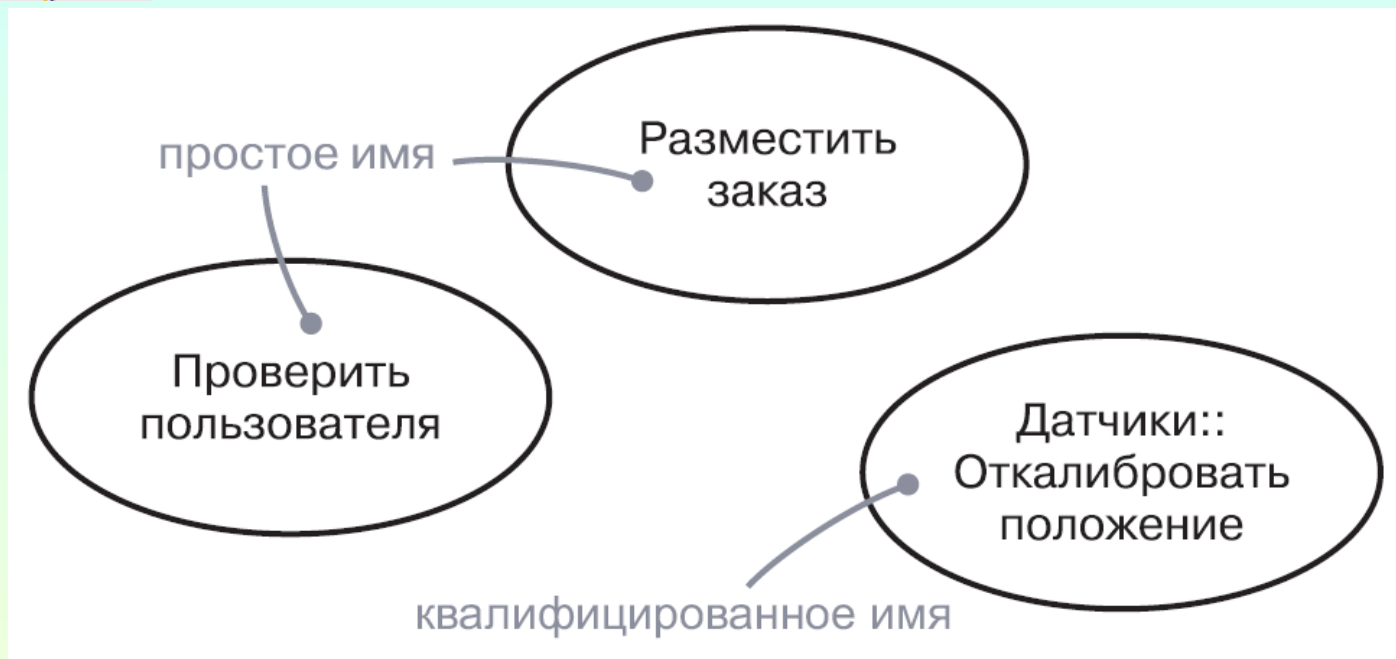 Разместить
заказ
простое имя
Проверить
пользователя
Датчики::
Откалибровать
положение
квалифицированное имя